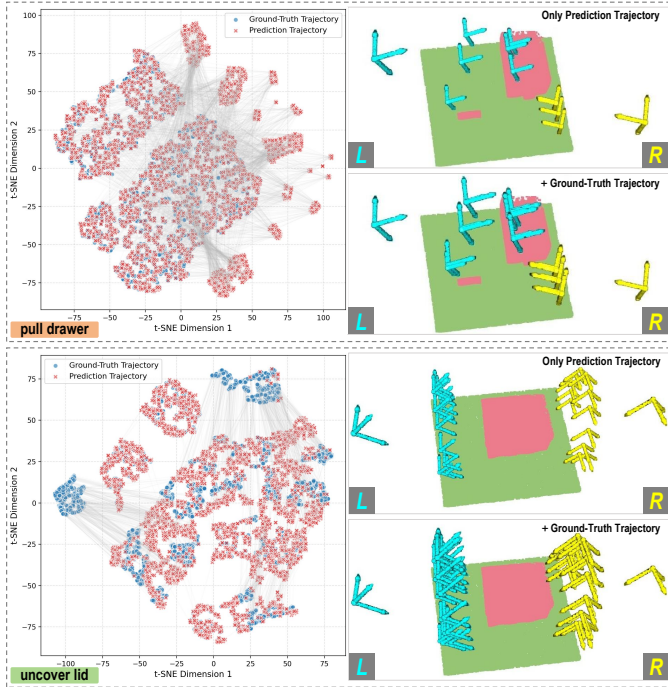 Ground-Truth Trajectory
Prediction Trajectory
100
75
50
25
0
−25
−50
−75
t-SNE Dimension 2
−75
−50
−25
0
25
50
75
100
t-SNE Dimension 1
pull drawer
Only Prediction Trajectory
L
R
+ Ground-Truth Trajectory
L
R
Ground-Truth Trajectory
Prediction Trajectory
75
50
25
0
−25
−50
−75
t-SNE Dimension 2
−100
−75
−50
−25
0
25
50
75
t-SNE Dimension 1
uncover lid
Only Prediction Trajectory
L
R
+ Ground-Truth Trajectory
L
R